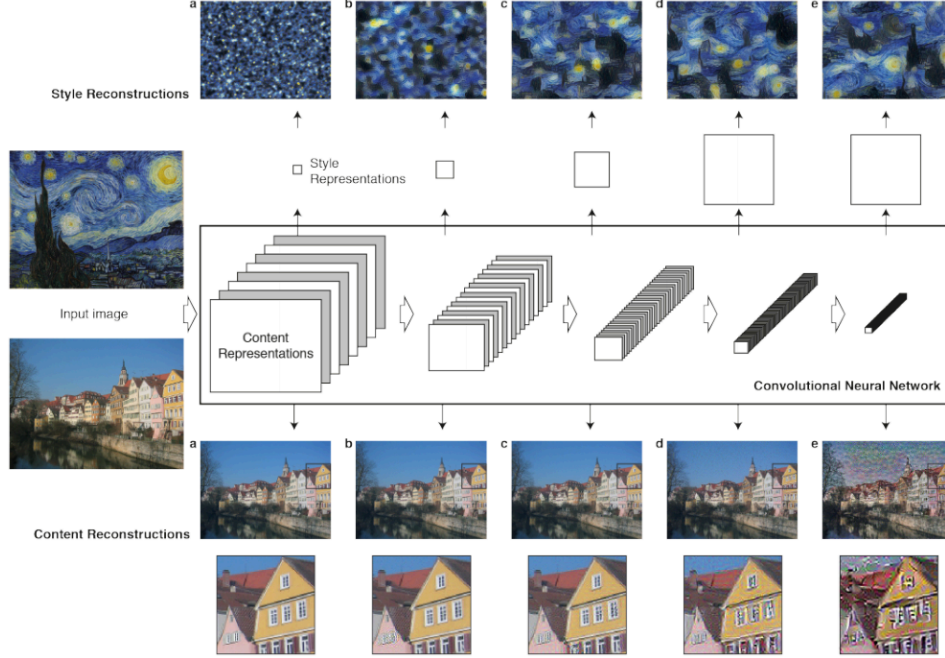 a
b
c
d
e
Style Reconstructions
Style
Representations
Input image
Content
Representations
Convolutional Neural Network
a
b
c
d
e
Content Reconstructions